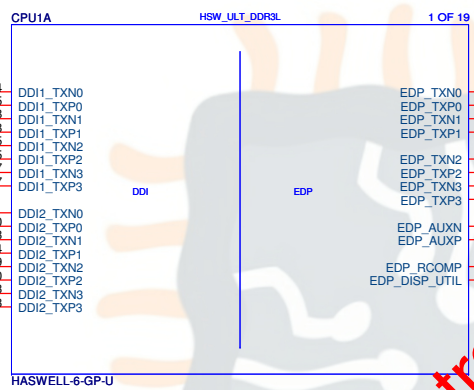 CPU1A HSW_ULT_DDR3L 1 OF 19
DDI1_TXN0
DDI1_TXP0
DDI1_TXN1
DDI1_TXP1
DDI1_TXN2
DDI1_TXP2
DDI1_TXN3
DDI1_TXP3
DDI2_TXN0
DDI2_TXP0
DDI2_TXN1
DDI2_TXP1
DDI2_TXN2
DDI2_TXP2
DDI2_TXN3
DDI2_TXP3
DDI
EDP
EDP_TXN0
EDP_TXP0
EDP_TXN1
EDP_TXP1
EDP_TXN2
EDP_TXP2
EDP_TXN3
EDP_TXP3
EDP_AUXN
EDP_AUXP
EDP_RCOMP
EDP_DISP_UTIL
HASWELL-6-GP-U